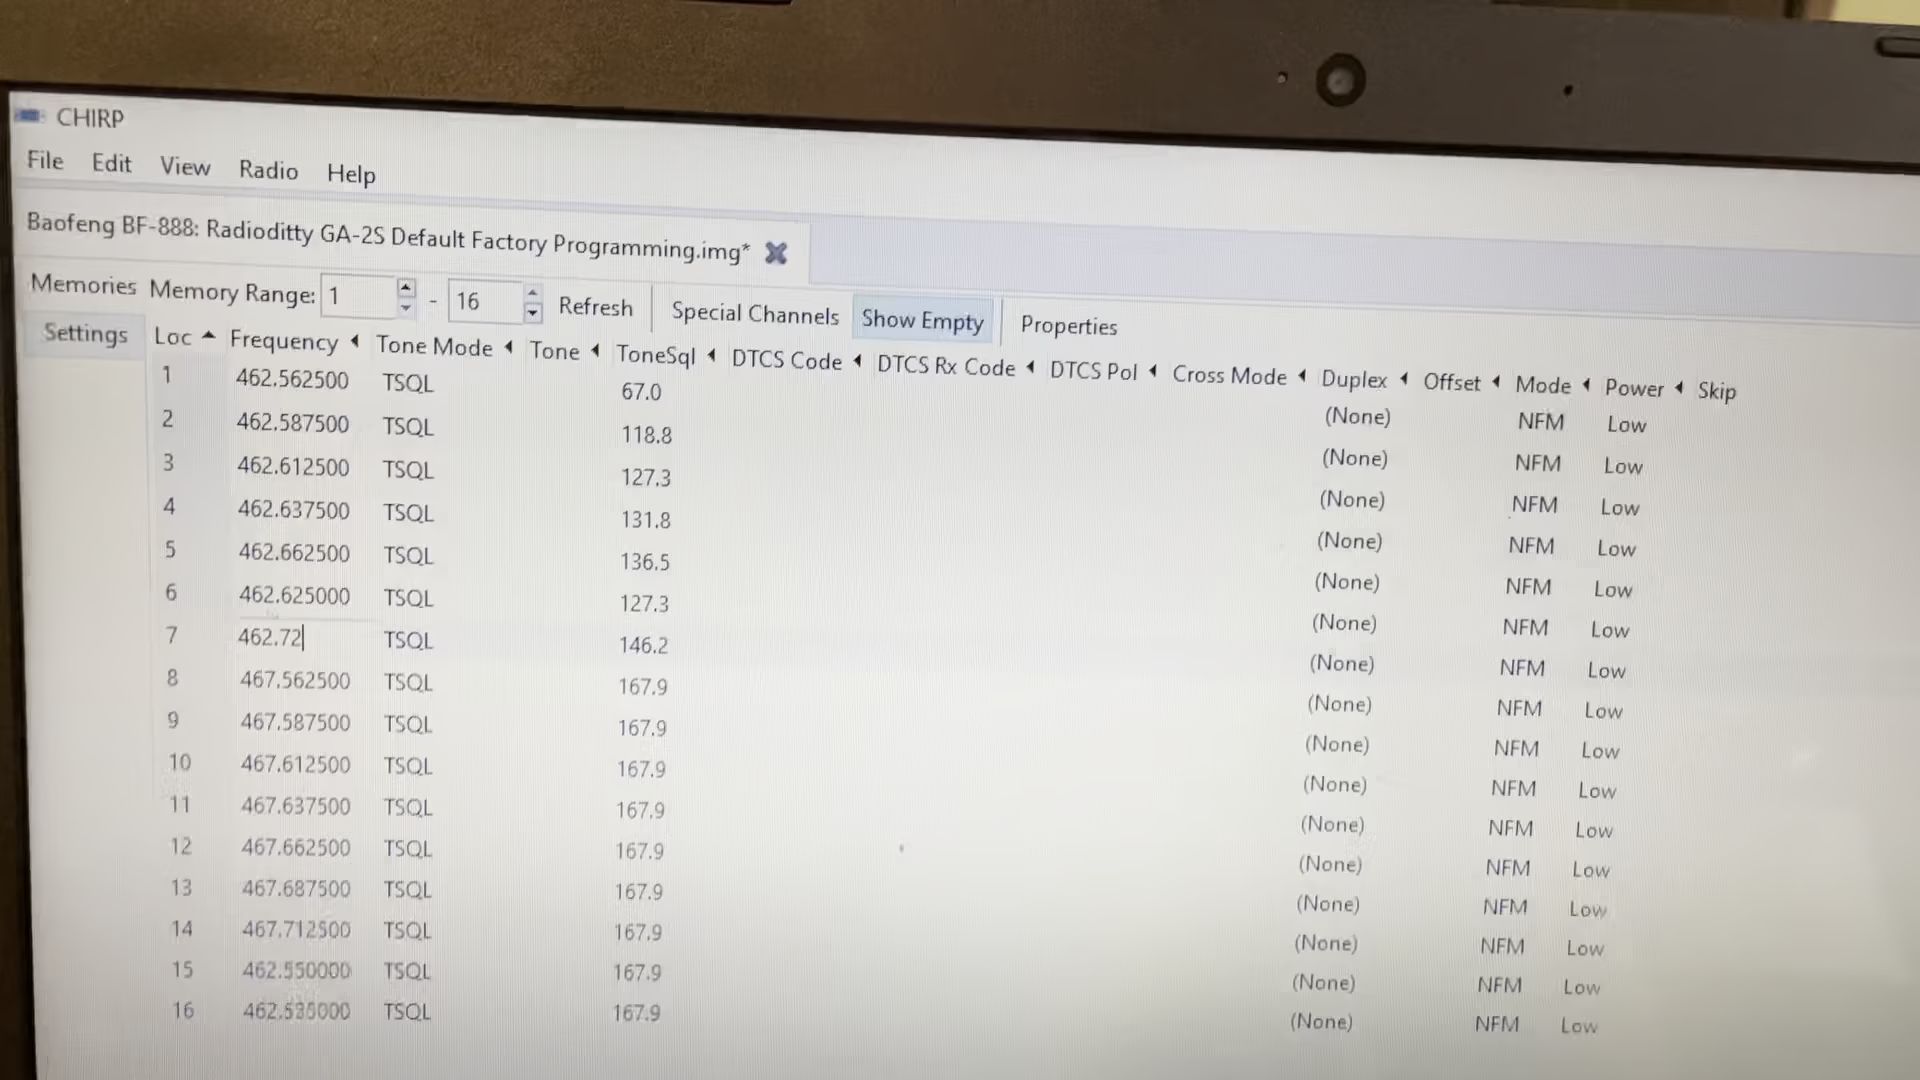 CHIRP
File Edit View Radio Help
Baofeng BF-888: Radioditty GA-2S Default Factory Programming.img*
Memories Memory Range: 1 - 16 Refresh Special Channels Show Empty Properties
Settings
Loc Frequency Tone Mode Tone ToneSql DTCS Code DTCS Rx Code DTCS Pol Cross Mode Duplex Offset Mode Power Skip
1 462.562500 TSQL 67.0 (None) NFM Low
2 462.587500 TSQL 118.8 (None) NFM Low
3 462.612500 TSQL 127.3 (None) NFM Low
4 462.637500 TSQL 131.8 (None) NFM Low
5 462.662500 TSQL 136.5 (None) NFM Low
6 462.625000 TSQL 127.3 (None) NFM Low
7 462.72 TSQL 146.2 (None) NFM Low
8 467.562500 TSQL 167.9 (None) NFM Low
9 467.587500 TSQL 167.9 (None) NFM Low
10 467.612500 TSQL 167.9 (None) NFM Low
11 467.637500 TSQL 167.9 (None) NFM Low
12 467.662500 TSQL 167.9 (None) NFM Low
13 467.687500 TSQL 167.9 (None) NFM Low
14 467.712500 TSQL 167.9 (None) NFM Low
15 462.550000 TSQL 167.9 (None) NFM Low
16 TSQL 167.9 (None) NFM Low